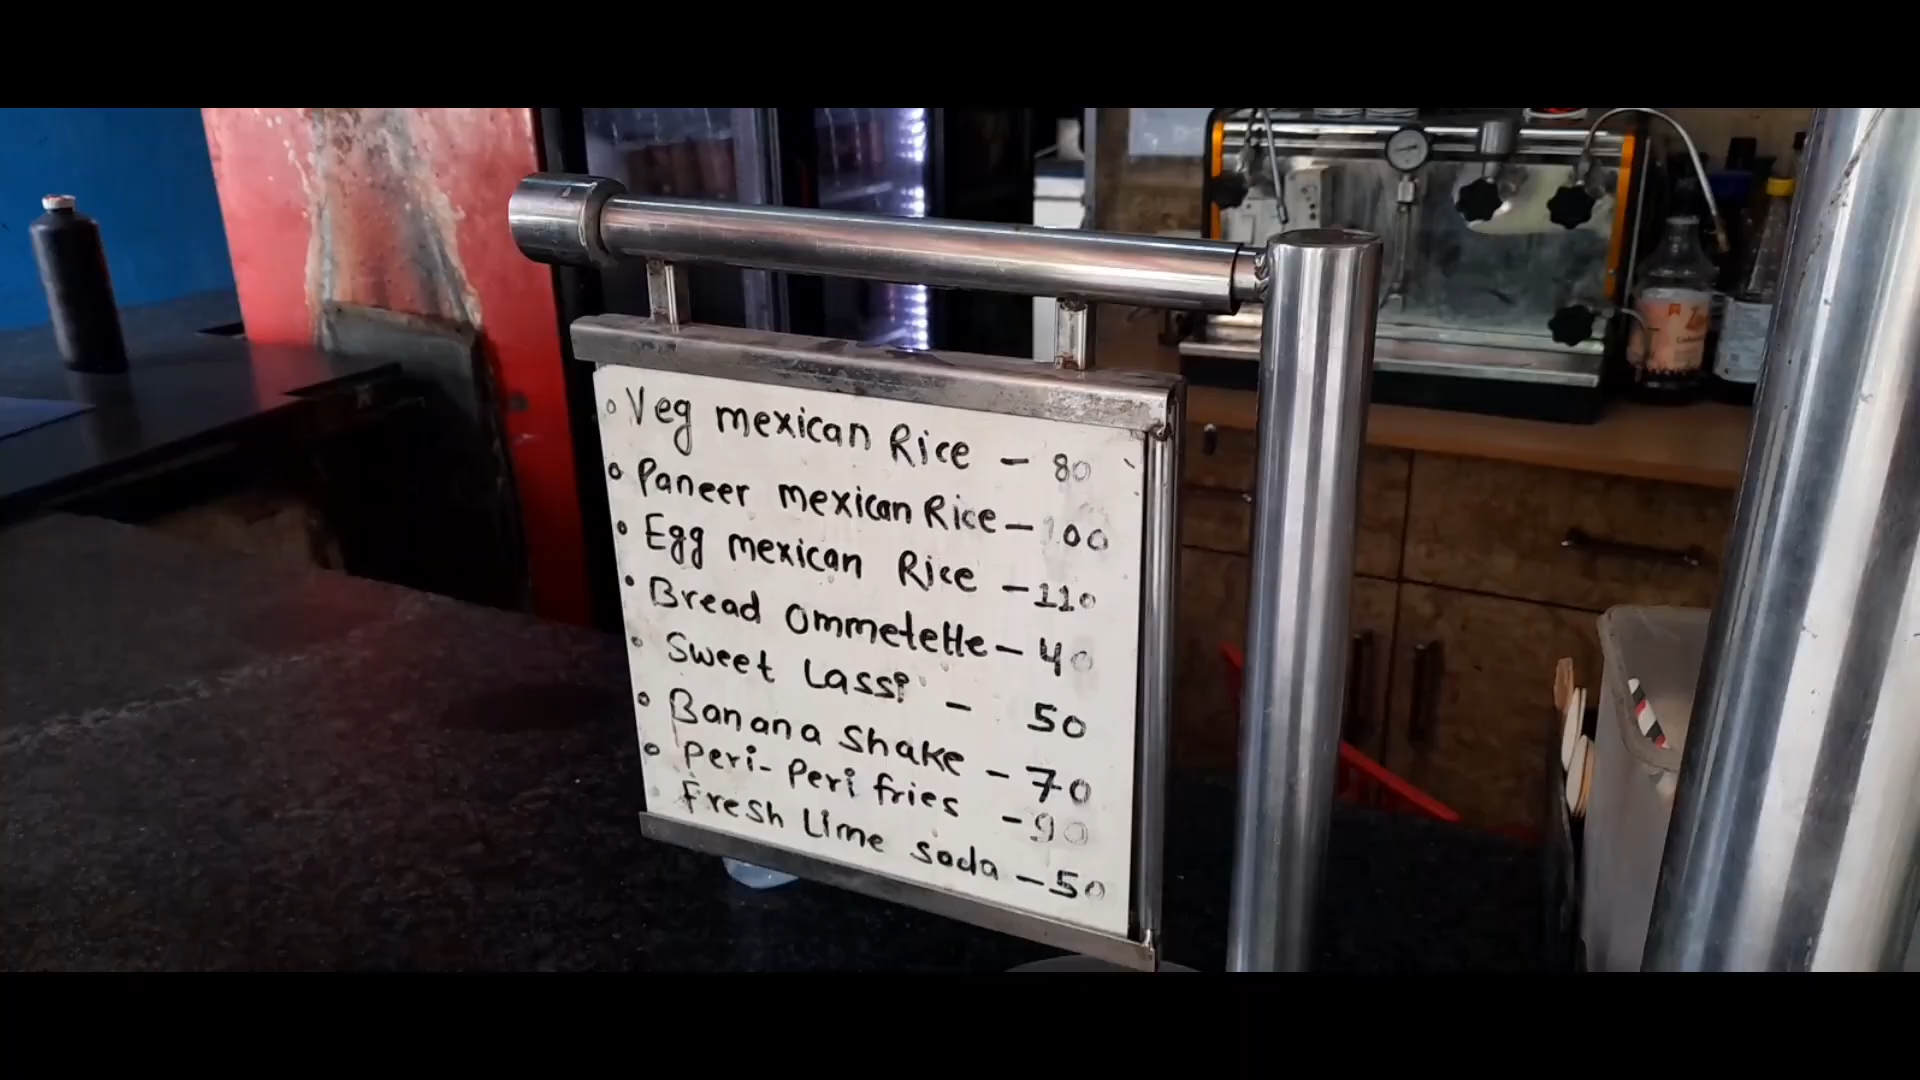 • Veg mexican Rice - 80
• Paneer mexican Rice - 100
• Egg mexican Rice - 110
• Bread Ommetette - 40
• Sweet Lassi - 50
• Banana Shake - 70
• Peri-Peri fries - 90
• Fresh Lime Soda - 50